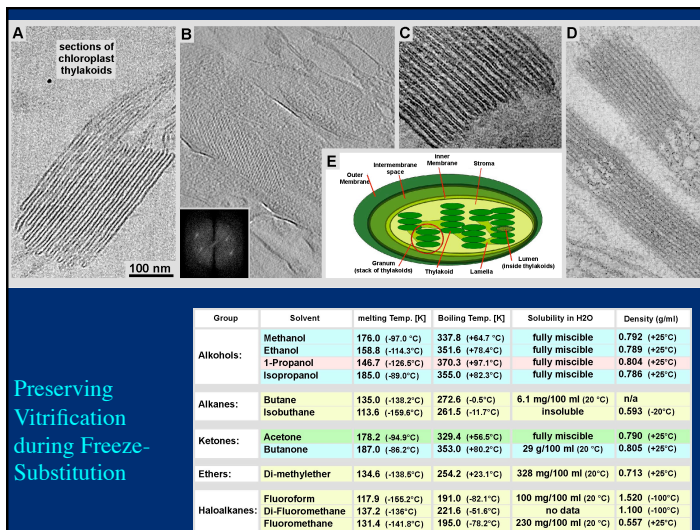 A
sections of
chloroplast
thylakoids
100 nm
B
C
D
E
Outer
Membrane
Intermembrane
space
Inner
Membrane
Stroma
Granum
(stack of thylakoids)
Thylakoid
Lamelia
Lumen
(inside thylakoids)
Preserving
Vitrification
during Freeze-
Substitution
Group Solvent melting Temp. [K] Boiling Temp. [K] Solubility in H2O Density (g/ml)
Alkohols:
Methanol 176.0 (-97.0 °C) 337.8 (+64.7 °C) fully miscible 0.792 (+25°C)
Ethanol 158.8 (-114.3°C) 351.6 (+78.4°C) fully miscible 0.789 (+25°C)
1-Propanol 146.7 (-126.5°C) 370.3 (+97.1°C) fully miscible 0.804 (+25°C)
Isopropanol 185.0 (-89.0°C) 355.0 (+82.3°C) fully miscible 0.786 (+25°C)
Alkanes:
Butane 135.0 (-138.2°C) 272.6 (-0.5°C) 6.1 mg/100 ml (20 °C) n/a
Isobuthane 113.6 (-159.6°C) 261.5 (-11.7°C) insoluble 0.593 (-20°C)
Ketones:
Acetone 178.2 (-94.9°C) 329.4 (+56.5°C) fully miscible 0.790 (+25°C)
Butanone 187.0 (-86.2°C) 353.0 (+80.2°C) 29 g/100 ml (20°C) 0.805 (+25°C)
Ethers: Di-methylether 134.6 (-138.5°C) 254.2 (+23.1°C) 328 mg/100 ml (20°C) 0.713 (+25°C)
Haloalkanes:
Fluoroform 117.9 (-155.2°C) 191.0 (-82.1°C) 100 mg/100 ml (20 °C) 1.520 (-100°C)
Di-Fluoromethane 137.2 (-136°C) 221.6 (-51.6°C) no data 1.100 (-100°C)
Fluoromethane 131.4 (-141.8°C) 195.0 (-78.2°C) 230 mg/100 ml (20°C) 0.557 (+25°C)